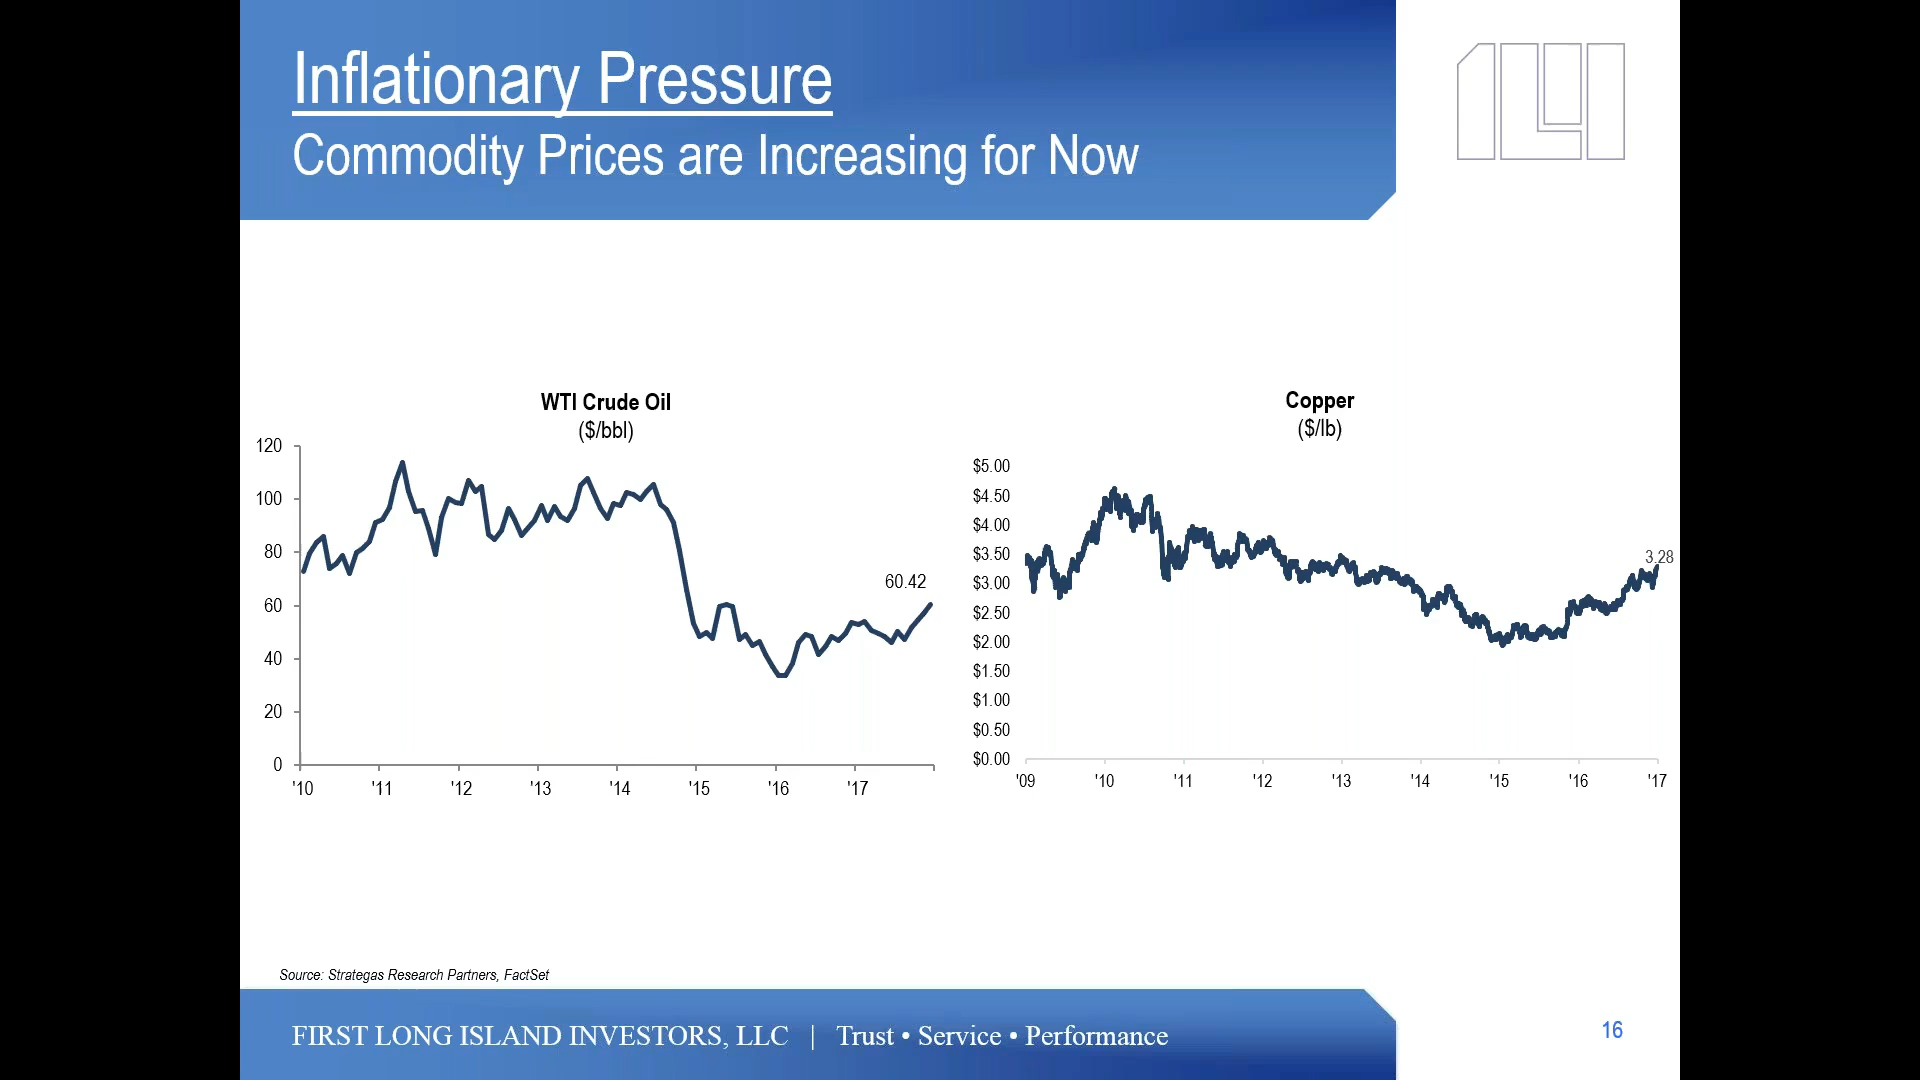 Inflationary Pressure
Commodity Prices are Increasing for Now
WTI Crude Oil
($/bbl)
120
100
80
60
40
20
0
60.42
'10 '11 '12 '13 '14 '15 '16 '17
Copper
($/lb)
$5.00
$4.50
$4.00
$3.50
$3.00
$2.50
$2.00
$1.50
$1.00
$0.50
$0.00
3.28
'09 '10 '11 '12 '13 '14 '15 '16 '17
Source: Strategas Research Partners, FactSet
FIRST LONG ISLAND INVESTORS, LLC | Trust • Service • Performance
16